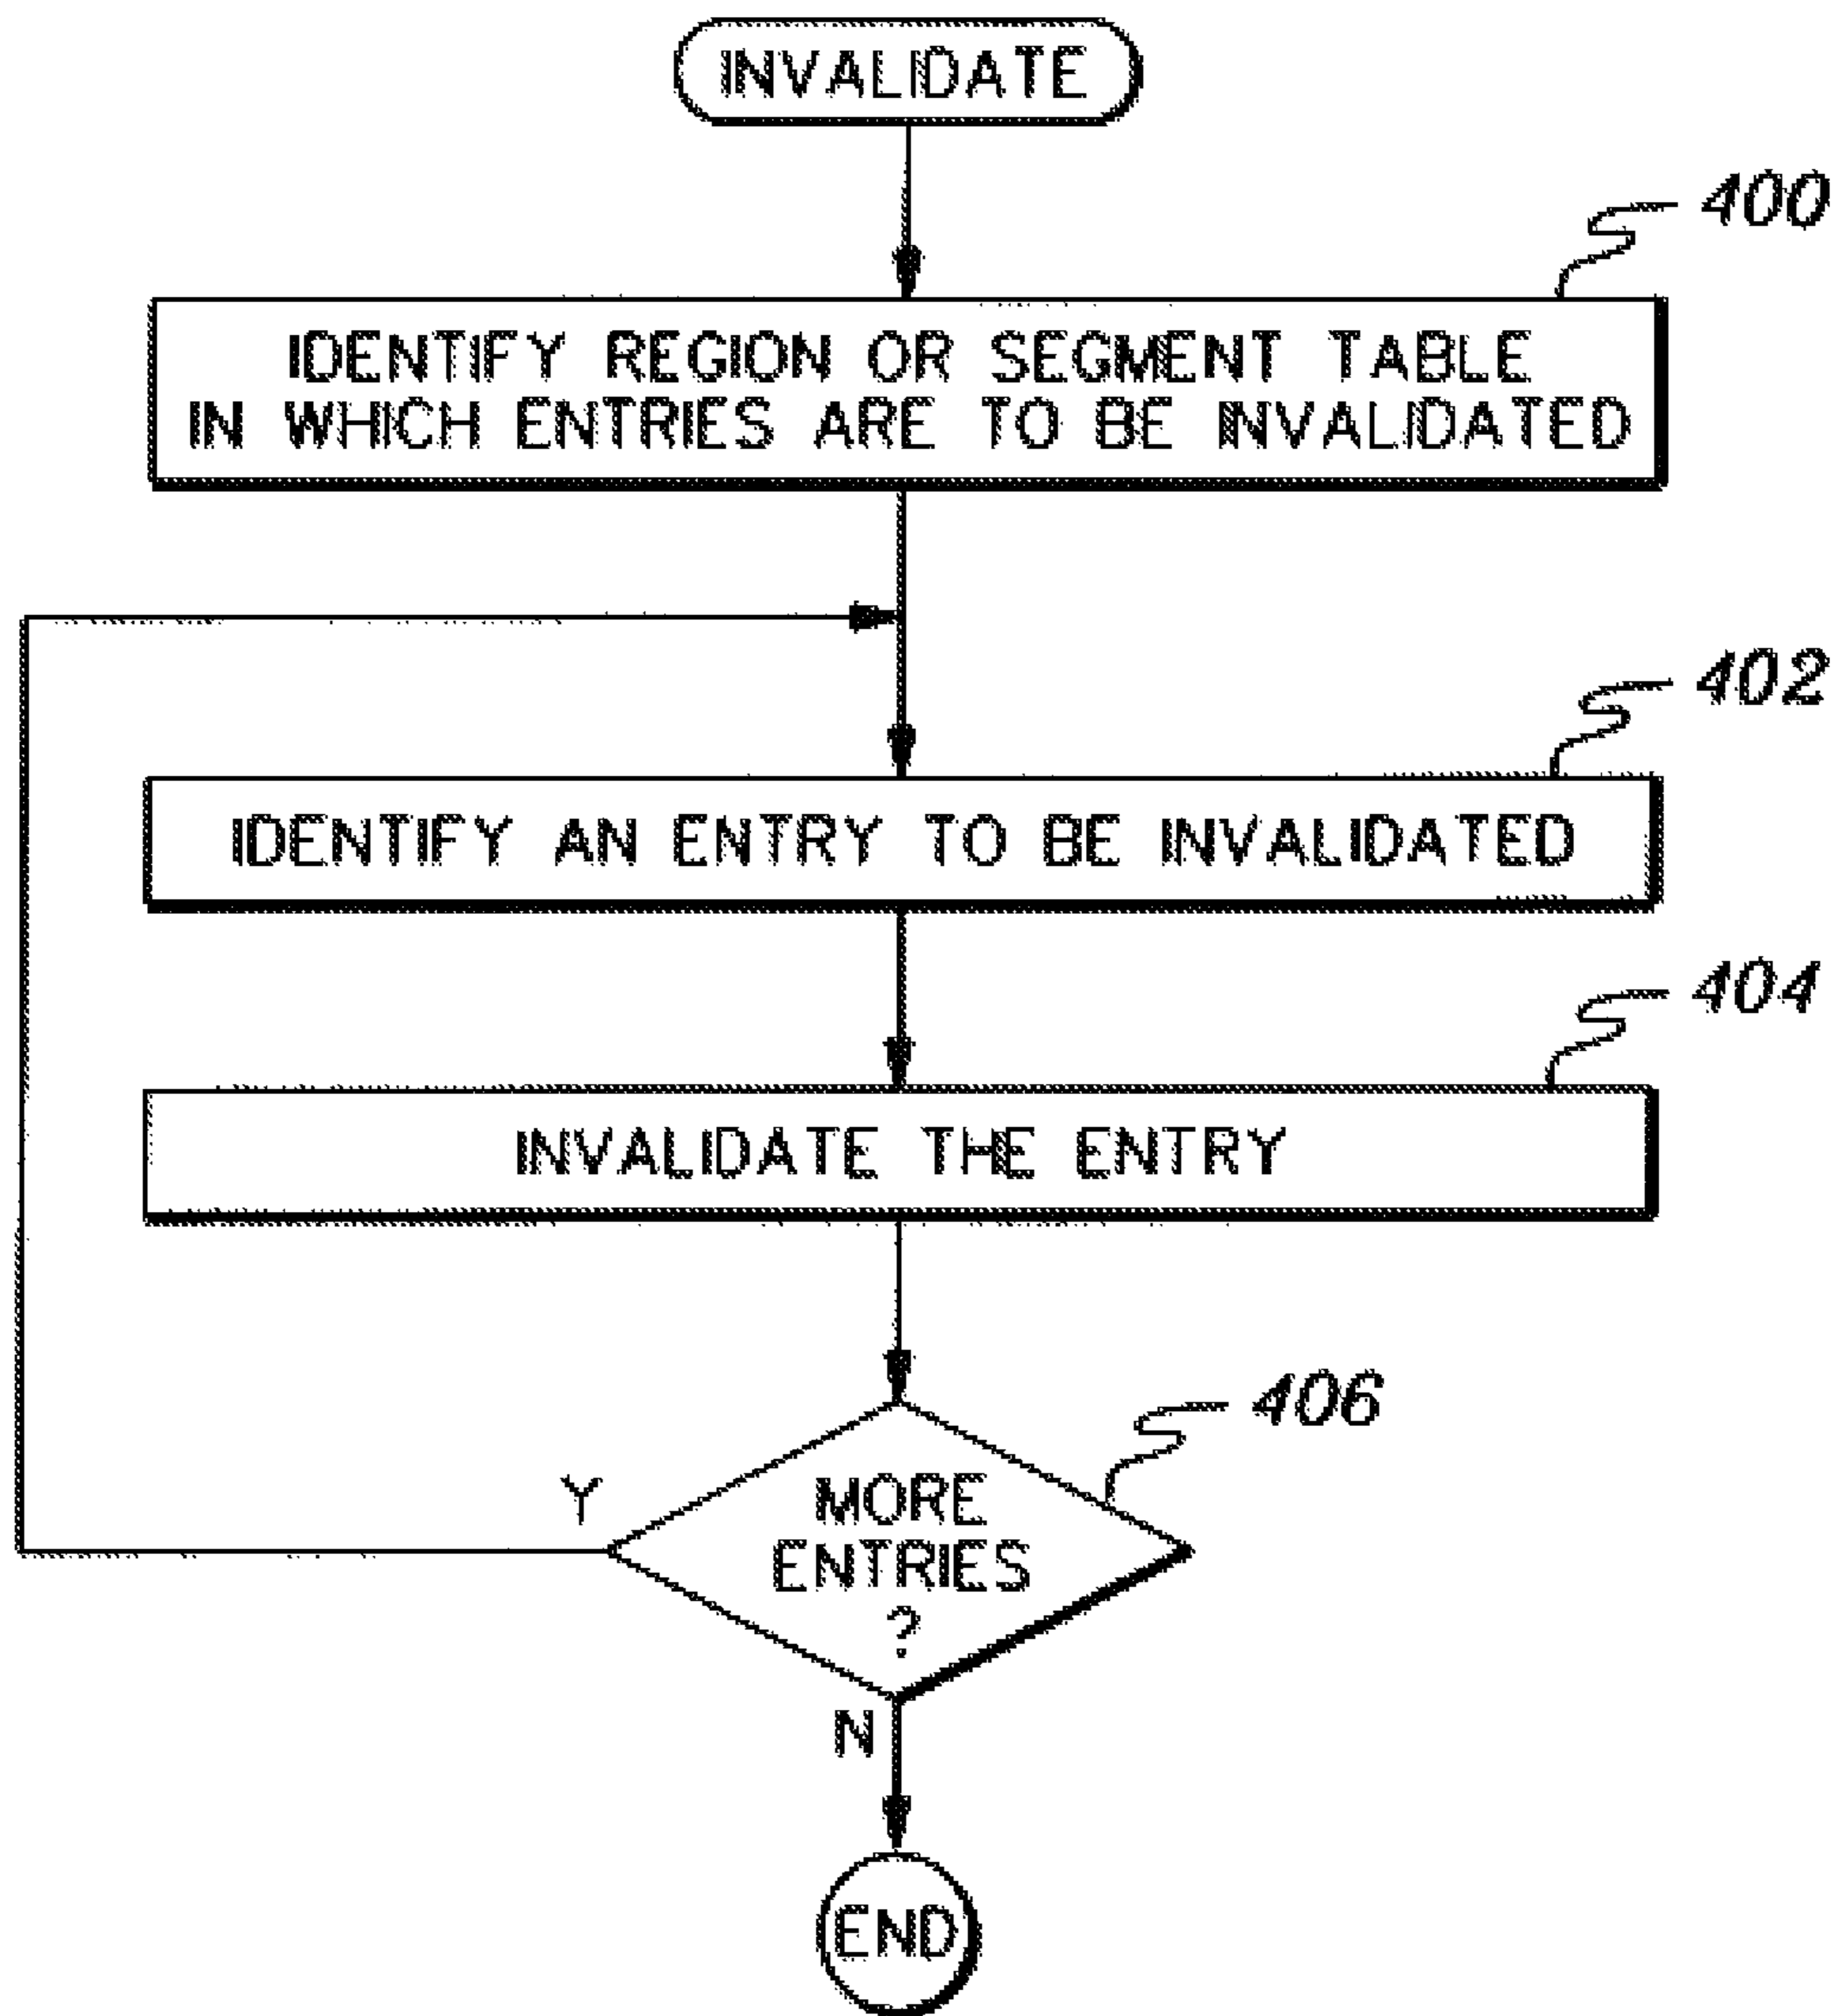 INVALIDATE
400
IDENTIFY REGION OR SEGMENT TABLE
IN WHICH ENTRIES ARE TO BE INVALIDATED
402
IDENTIFY AN ENTRY TO BE INVALIDATED
404
INVALIDATE THE ENTRY
406
Y
MORE
ENTRIES
?
N
END